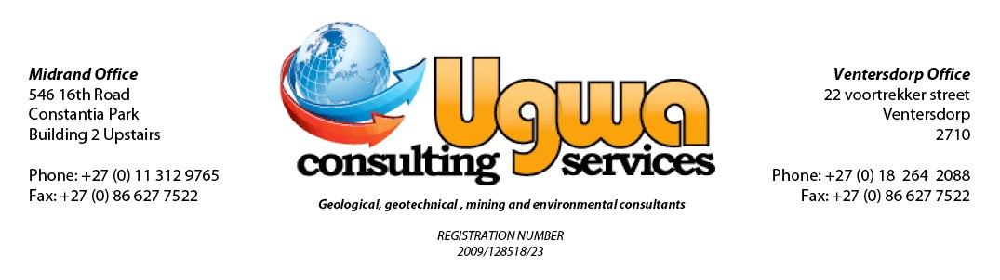 Midrand Office
546 16th Road
Constantia Park
Building 2 Upstairs
Phone: +27 (0) 11 312 9765
Fax: +27 (0) 86 627 7522
Ugwa
consulting services
Geological, geotechnical , mining and environmental consultants
REGISTRATION NUMBER
2009/128518/23
Ventersdorp Office
22 voortrekker street
Ventersdorp
2710
Phone: +27 (0) 18 264 2088
Fax: +27 (0) 86 627 7522